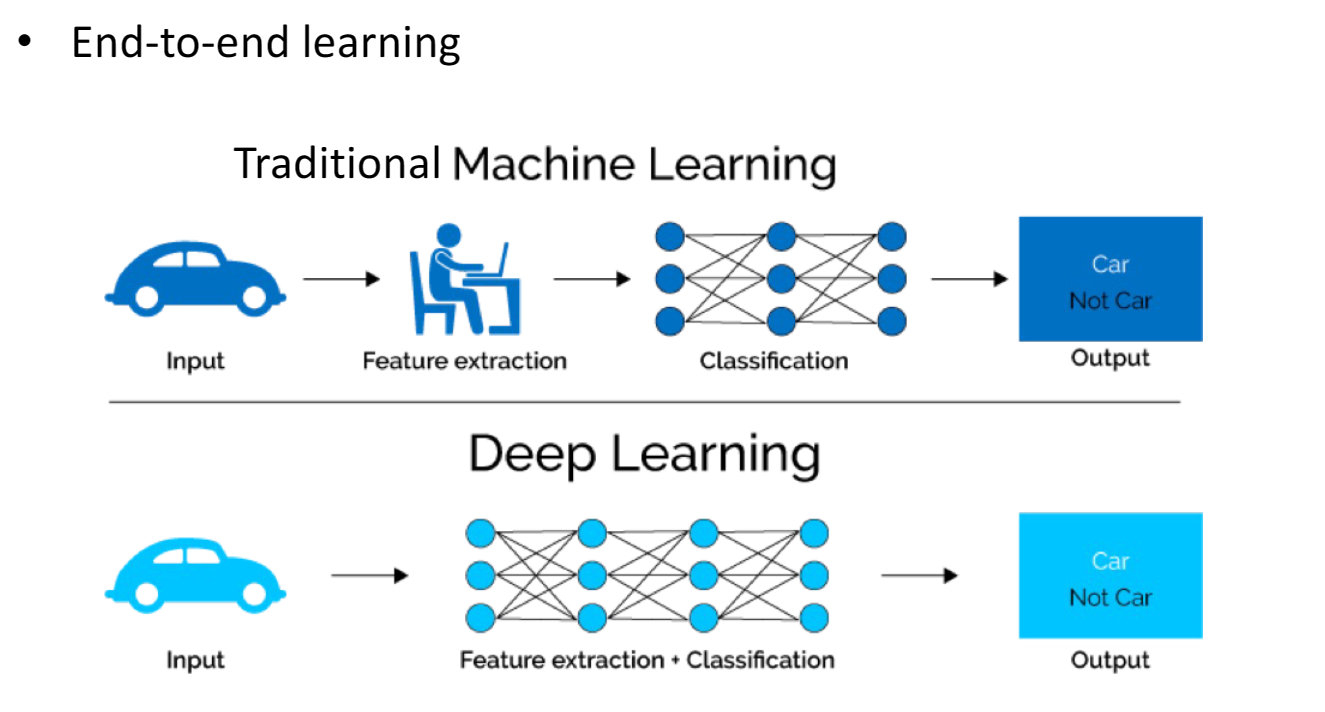 • End-to-end learning
Traditional Machine Learning
Car
Not Car
Input
Feature extraction
Classification
Output
Deep Learning
Car
Not Car
Input
Feature extraction + Classification
Output